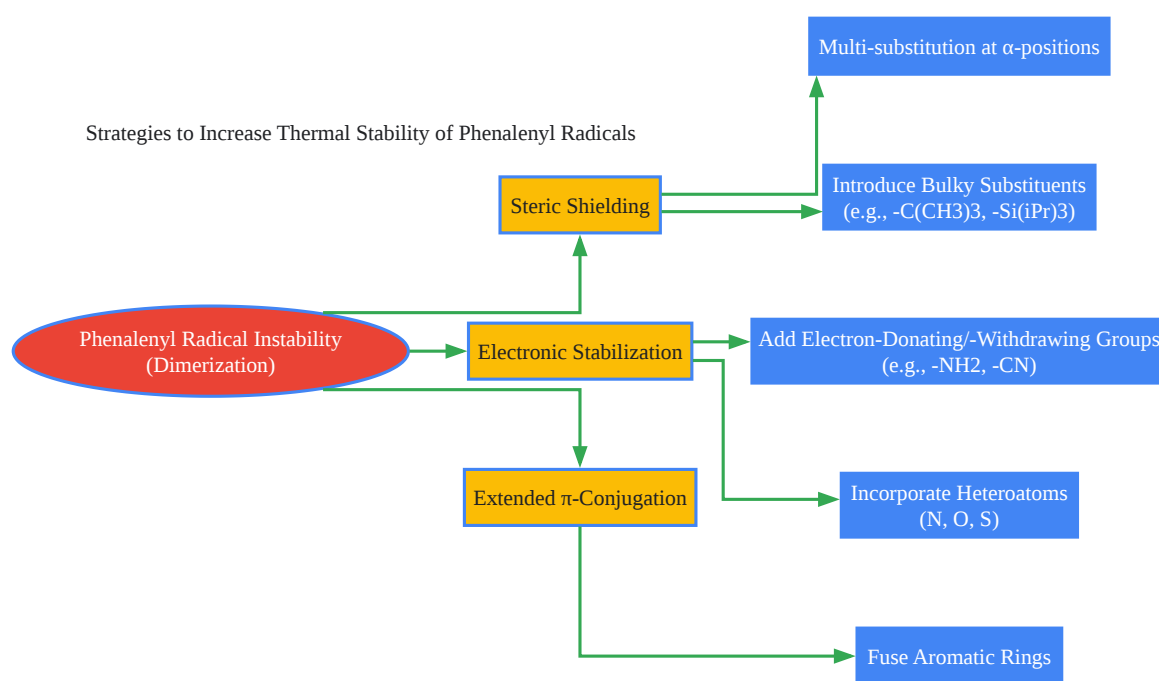 Multi-substitution at α-positions
Strategies to Increase Thermal Stability of Phenalenyl Radicals
Steric Shielding
Introduce Bulky Substituents
(e.g., -C(CH3)3, -Si(iPr)3)
Phenalenyl Radical Instability
(Dimerization)
Electronic Stabilization
Add Electron-Donating/-Withdrawing Groups
(e.g., -NH2, -CN)
Extended π-Conjugation
Incorporate Heteroatoms
(N, O, S)
Fuse Aromatic Rings